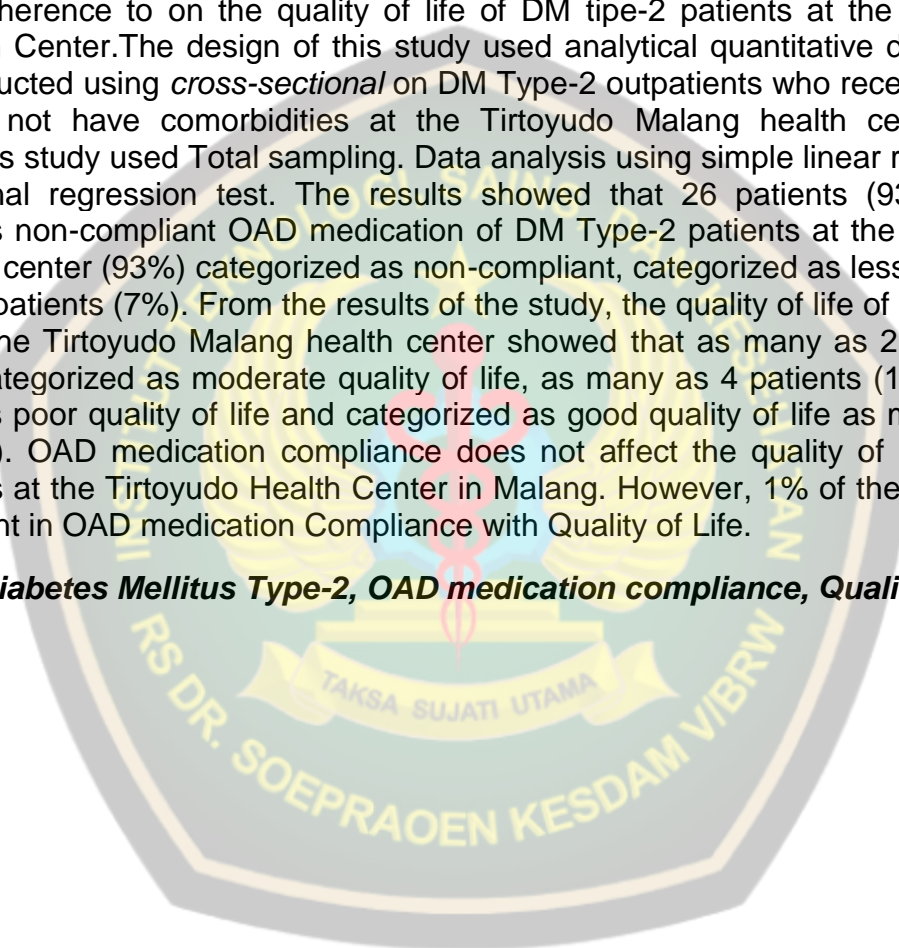 herence to on the quality of life of DM tipe-2 patients at the
Center.The design of this study used analytical quantitative
ucted using cross-sectional on DM Type-2 outpatients who rece
not have comorbidities at the Tirtoyudo Malang health ce
s study used Total sampling. Data analysis using simple linear
nal regression test. The results showed that 26 patients (93
s non-compliant OAD medication of DM Type-2 patients at the
center (93%) categorized as non-compliant, categorized as less
patients (7%). From the results of the study, the quality of life of
he Tirtoyudo Malang health center showed that as many as 2
ategorized as moderate quality of life, as many as 4 patients (1
s poor quality of life and categorized as good quality of life as
). OAD medication compliance does not affect the quality of
s at the Tirtoyudo Health Center in Malang. However, 1% of the
nt in OAD medication Compliance with Quality of Life.
iabetes Mellitus Type-2, OAD medication compliance, Quali
INSTITUT TEKNOLOGI, SAINS, DAN KESEHATAN
TAKSA SUJATI UTAMA
RS DR. SOEPRAOEN KESDAM V/BRW